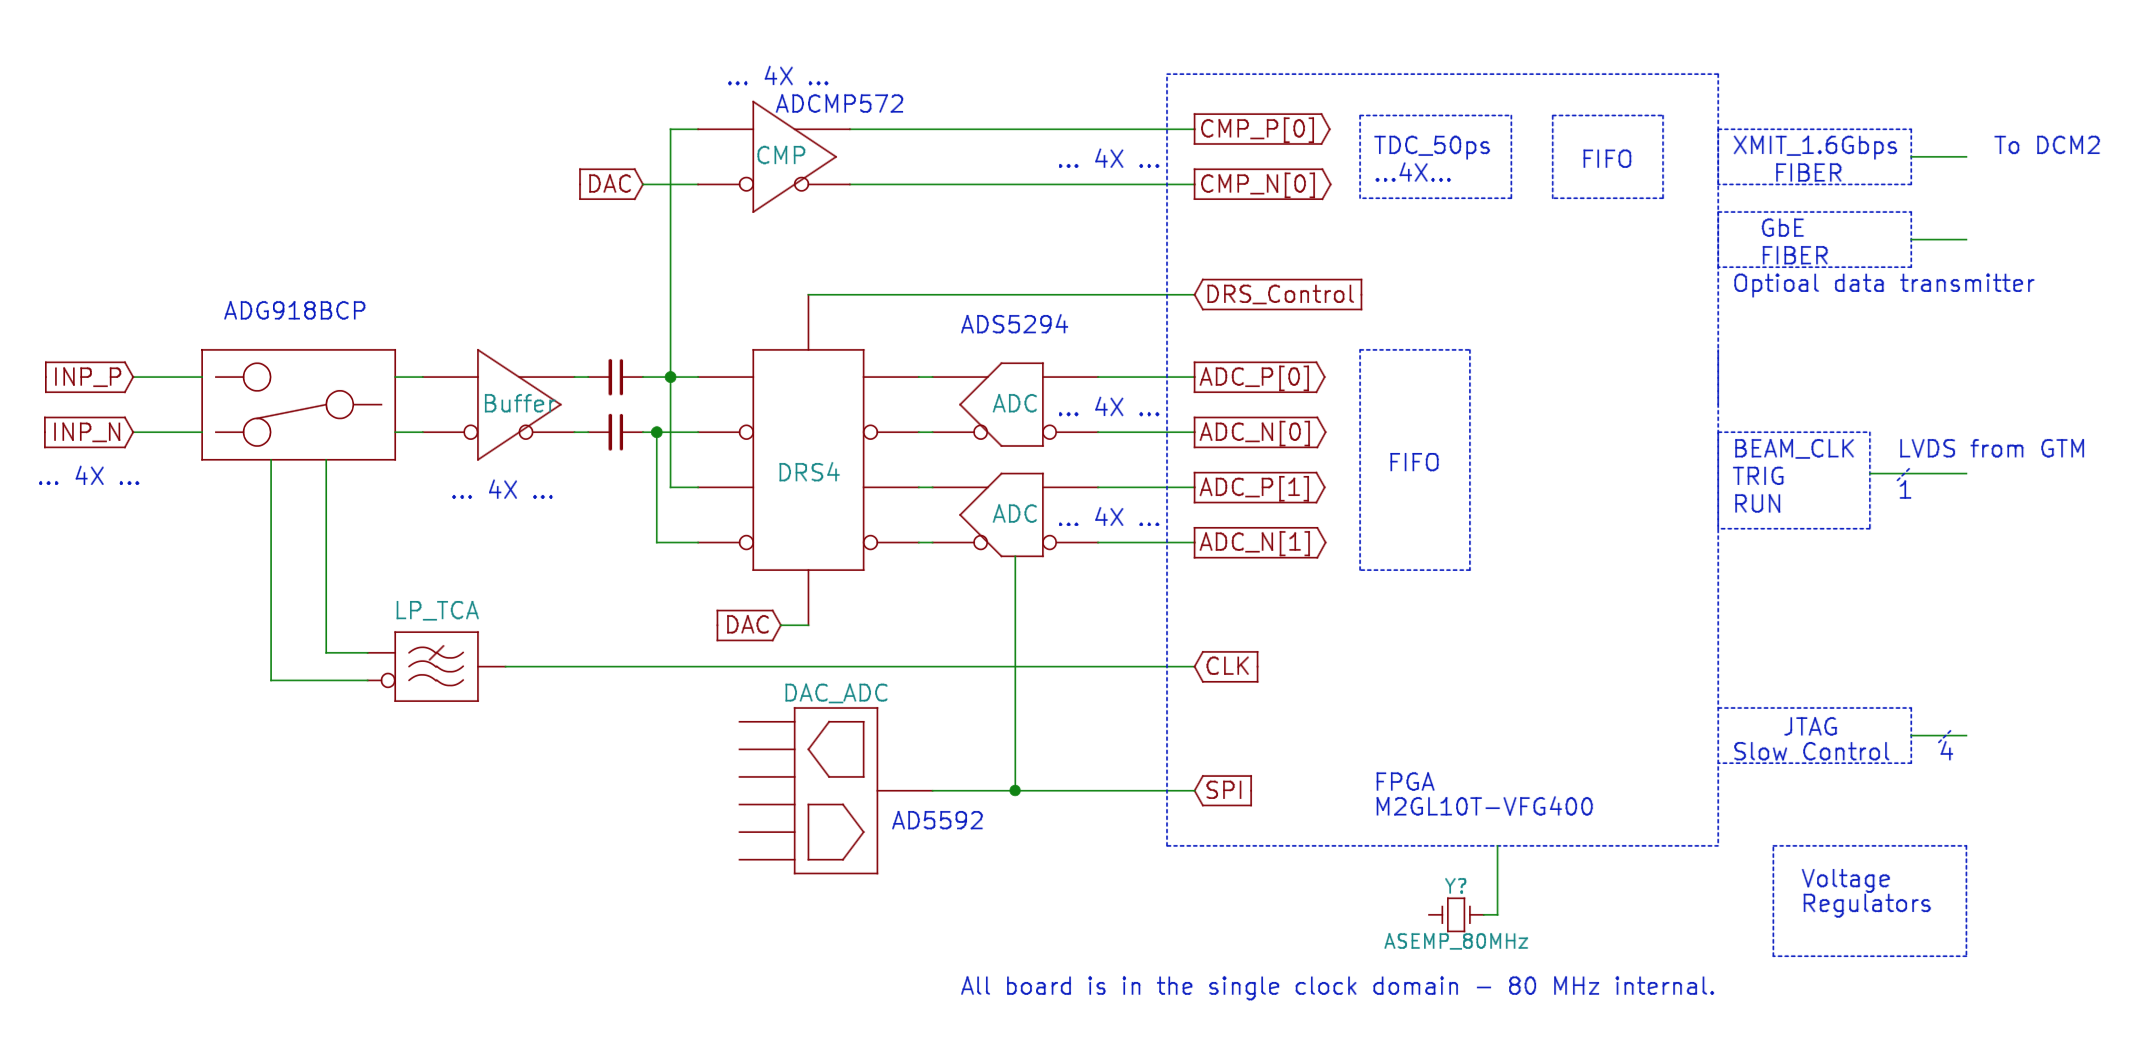 ... 4X ...
ADCMP572
CMP
DAC
CMP_P[0]
... 4X ...
CMP_N[0]
TDC_50ps
...4X...
FIFO
XMIT_1.6Gbps
FIBER
To DCM2
GbE
FIBER
Optioal data transmitter
DRS_Control
ADG918BCP
ADS5294
INP_P
INP_N
... 4X ...
Buffer
... 4X ...
DRS4
ADC
... 4X ...
ADC
... 4X ...
ADC_P[0]
ADC_N[0]
ADC_P[1]
ADC_N[1]
FIFO
BEAM_CLK
TRIG
RUN
LVDS from GTM
1
LP_TCA
DAC
CLK
DAC_ADC
AD5592
SPI
FPGA
M2GL10T-VFG400
JTAG
Slow Control
4
Voltage
Regulators
Y?
ASEMP_80MHz
All board is in the single clock domain - 80 MHz internal.